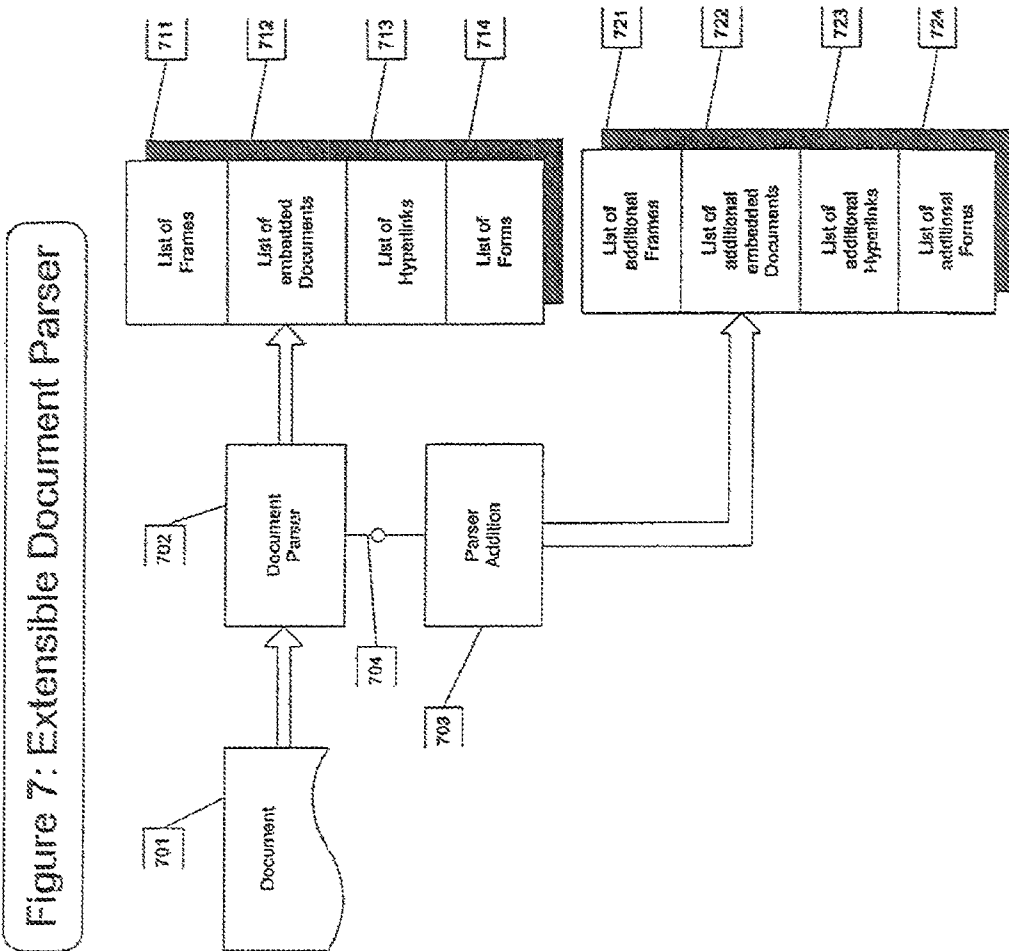 Figure 7: Extensible Document Parser
701
Document
702
Document
Parser
704
703
Parser
Addition
711
List of
Frames
712
List of
embedded
Documents
713
List of
Hyperlinks
714
List of
Forms
721
List of
additional
Frames
722
List of
additional
embedded
Documents
723
List of
additional
Hyperlinks
724
List of
additional
Forms